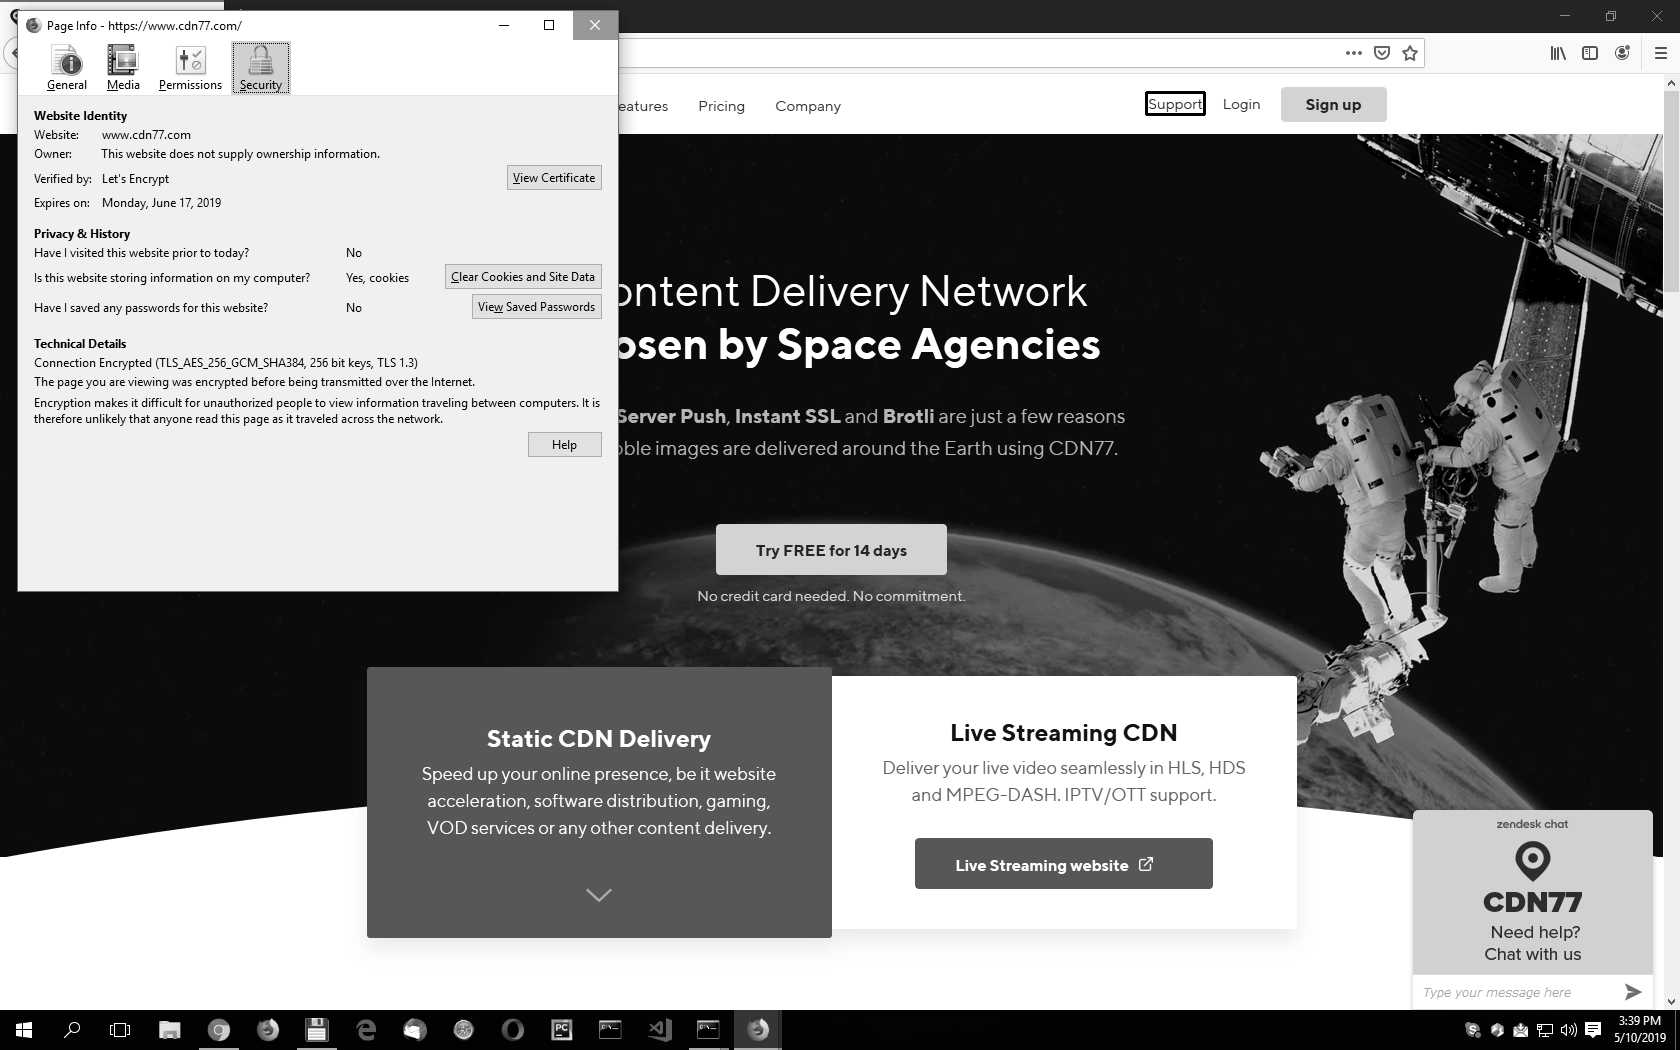 Page Info - https://www.cdn77.com/
General
Media
Permissions
Security
Website Identity
Website: www.cdn77.com
Owner: This website does not supply ownership information.
Verified by: Let's Encrypt
View Certificate
Expires on: Monday, June 17, 2019
Privacy & History
Have I visited this website prior to today? No
Is this website storing information on my computer? Yes, cookies
Clear Cookies and Site Data
Have I saved any passwords for this website? No
View Saved Passwords
Technical Details
Connection Encrypted (TLS_AES_256_GCM_SHA384, 256 bit keys, TLS 1.3)
The page you are viewing was encrypted before being transmitted over the Internet.
Encryption makes it difficult for unauthorized people to view information traveling between computers. It is
therefore unlikely that anyone read this page as it traveled across the network.
Help
eatures
Pricing
Company
Support
Login
Sign up
ontent Delivery Network
osen by Space Agencies
Server Push, Instant SSL and Brotli are just a few reasons
ble images are delivered around the Earth using CDN77.
Try FREE for 14 days
No credit card needed. No commitment.
Static CDN Delivery
Speed up your online presence, be it website
acceleration, software distribution, gaming,
VOD services or any other content delivery.
Live Streaming CDN
Deliver your live video seamlessly in HLS, HDS
and MPEG-DASH. IPTV/OTT support.
Live Streaming website
zendesk chat
CDN77
Need help?
Chat with us
Type your message here
PC
3:39 PM
5/10/2019